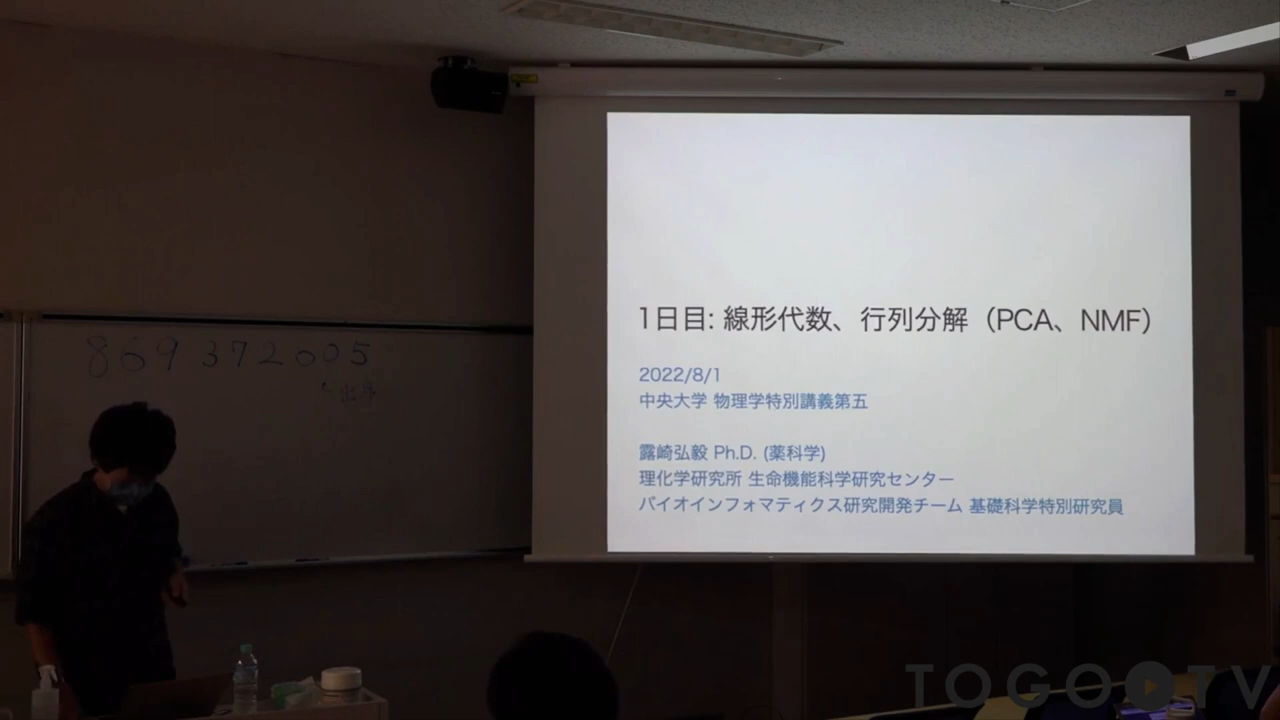 869 372005
出席
1日目: 線形代数、行列分解（PCA、NMF）
2022/8/1
中央大学 物理学特別講義第五
露崎弘毅 Ph.D. (薬科学)
理化学研究所 生命機能科学研究センター
バイオインフォマティクス研究開発チーム 基礎科学特別研究員
TOGO TV